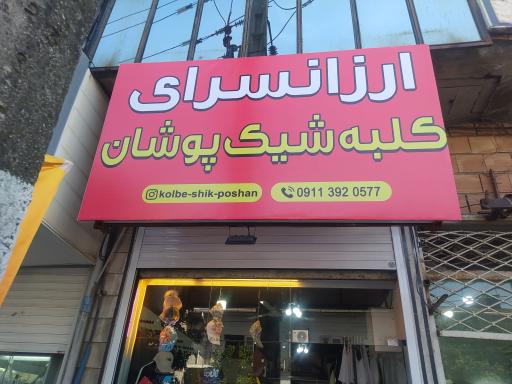 ارزانسرای
کلبه شیک پوشان
kolbe-shik-poshan
0911 392 0577